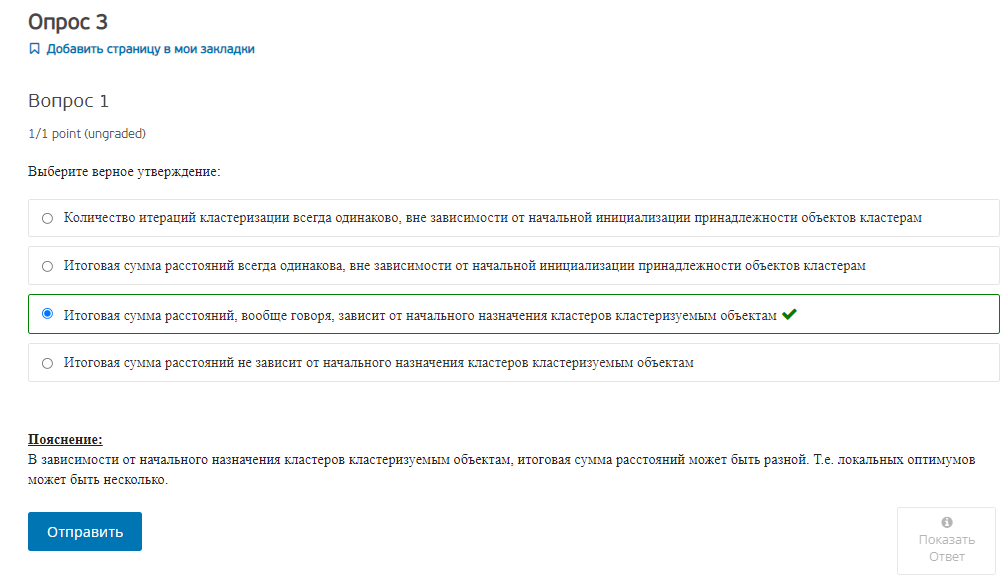 Опрос 3
Добавить страницу в мои закладки
Вопрос 1
1/1 point (ungraded)
Выберите верное утверждение:
Количество итераций кластеризации всегда одинаково, вне зависимости от начальной инициализации принадлежности объектов кластерам
Итоговая сумма расстояний всегда одинакова, вне зависимости от начальной инициализации принадлежности объектов кластерам
Итоговая сумма расстояний, вообще говоря, зависит от начального назначения кластеров кластеризуемым объектам
Итоговая сумма расстояний не зависит от начального назначения кластеров кластеризуемым объектам
Пояснение:
В зависимости от начального назначения кластеров кластеризуемым объектам, итоговая сумма расстояний может быть разной. Т.е. локальных оптимумов
может быть несколько.
Отправить
Показать
Ответ